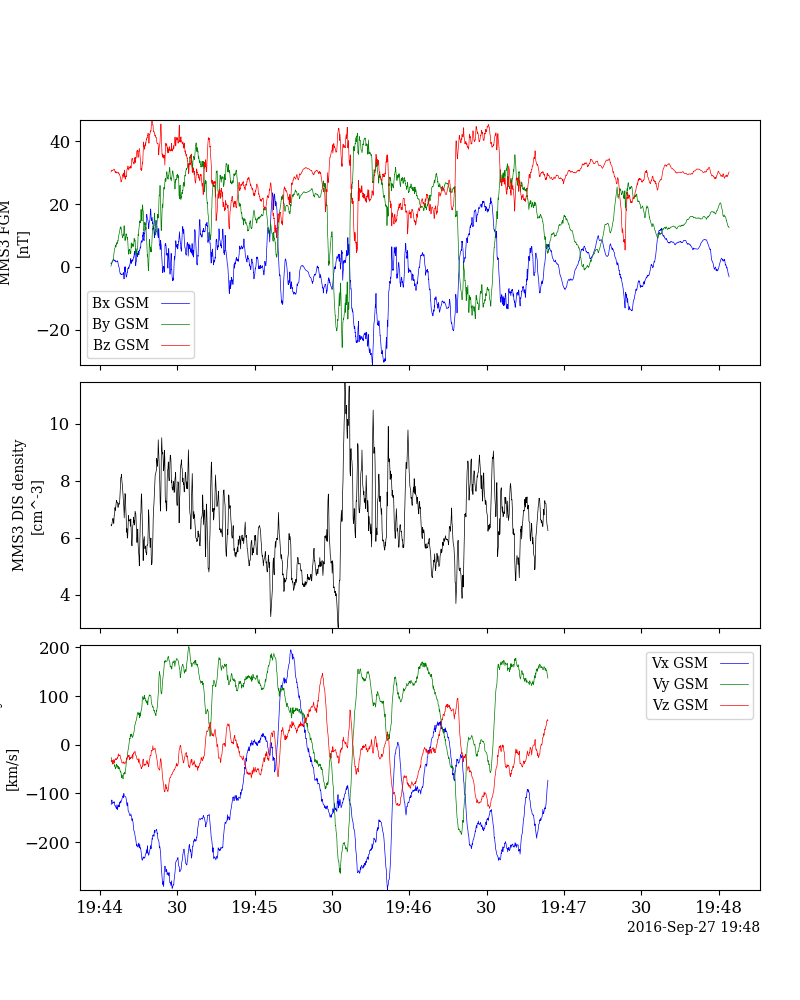 40
20
0
−20
MMS3 FGM
[nT]
Bx GSM
By GSM
Bz GSM
10
8
6
4
MMS3 DIS density
[cm^-3]
200
100
0
−100
−200
[km/s]
Vx GSM
Vy GSM
Vz GSM
19:44 30 19:45 30 19:46 30 19:47 30 19:48
2016-Sep-27 19:48